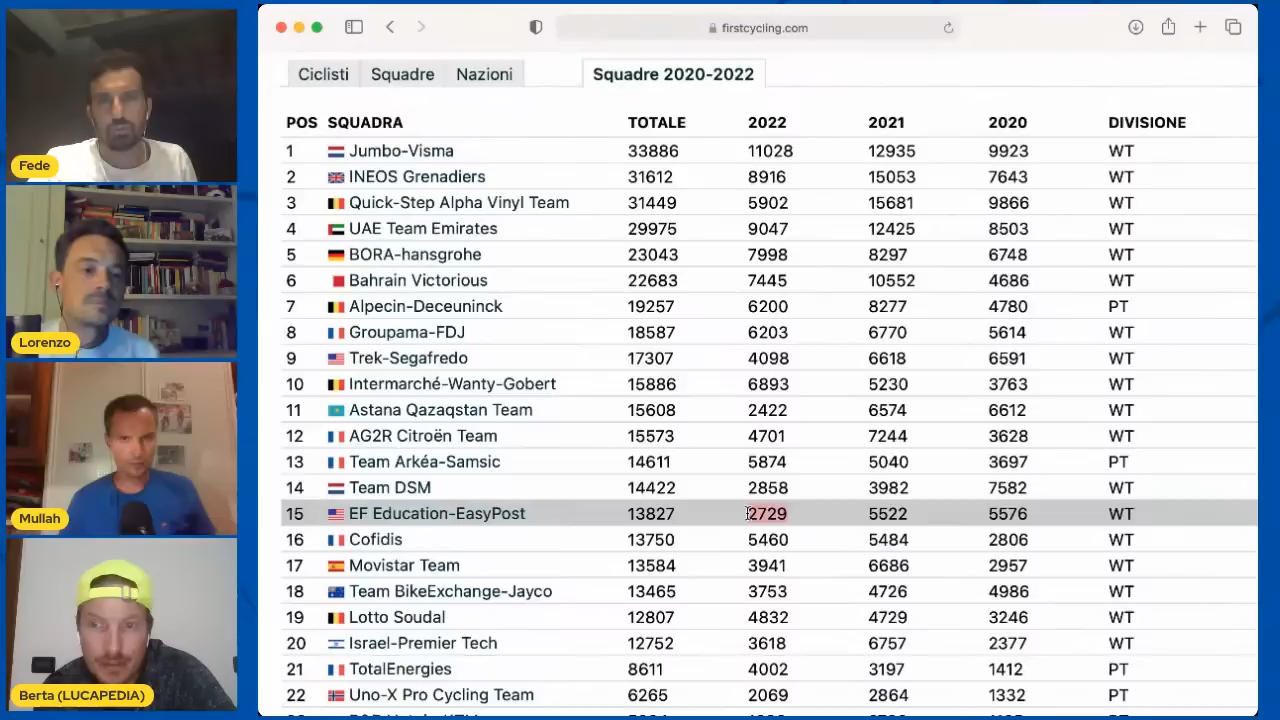 Fede
Lorenzo
Mullah
Berta (LUCAPEDIA)
firstcycling.com
Ciclisti Squadre Nazioni Squadre 2020-2022
POS SQUADRA TOTALE 2022 2021 2020 DIVISIONE
1 Jumbo-Visma 33886 11028 12935 9923 WT
2 INEOS Grenadiers 31612 8916 15053 7643 WT
3 Quick-Step Alpha Vinyl Team 31449 5902 15681 9866 WT
4 UAE Team Emirates 29975 9047 12425 8503 WT
5 BORA-hansgrohe 23043 7998 8297 6748 WT
6 Bahrain Victorious 22683 7445 10552 4686 WT
7 Alpecin-Deceuninck 19257 6200 8277 4780 PT
8 Groupama-FDJ 18587 6203 6770 5614 WT
9 Trek-Segafredo 17307 4098 6618 6591 WT
10 Intermarché-Wanty-Gobert 15886 6893 5230 3763 WT
11 Astana Qazaqstan Team 15608 2422 6574 6612 WT
12 AG2R Citroën Team 15573 4701 7244 3628 WT
13 Team Arkéa-Samsic 14611 5874 5040 3697 PT
14 Team DSM 14422 2858 3982 7582 WT
15 EF Education-EasyPost 13827 2729 5522 5576 WT
16 Cofidis 13750 5460 5484 2806 WT
17 Movistar Team 13584 3941 6686 2957 WT
18 Team BikeExchange-Jayco 13465 3753 4726 4986 WT
19 Lotto Soudal 12807 4832 4729 3246 WT
20 Israel-Premier Tech 12752 3618 6757 2377 WT
21 TotalEnergies 8611 4002 3197 1412 PT
22 Uno-X Pro Cycling Team 6265 2069 2864 1332 PT